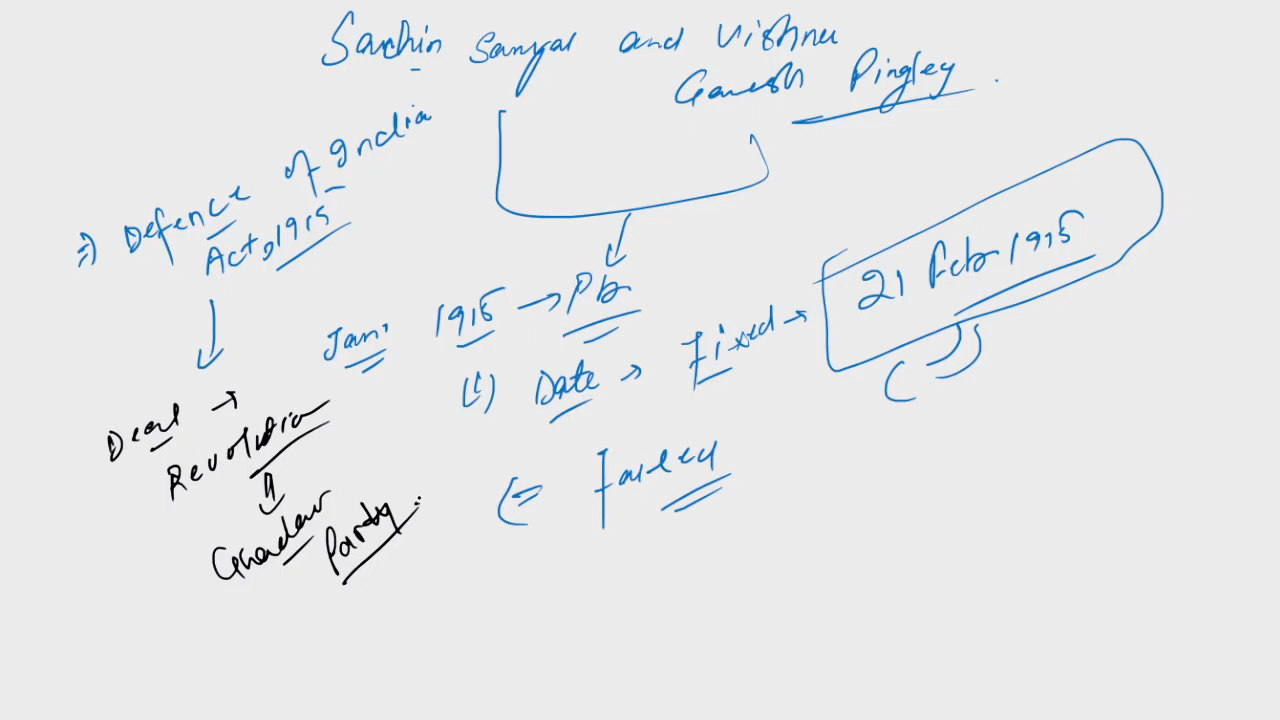 Sachin Sanyal and Vishnu
Ganesh Pingley
=) Defence of India
Act, 1915
Jan. 1915 → Pb
(i) Date → Fixed → 21 Feb 1915
Deal →
Revolution
Ghadar
Party
Failed